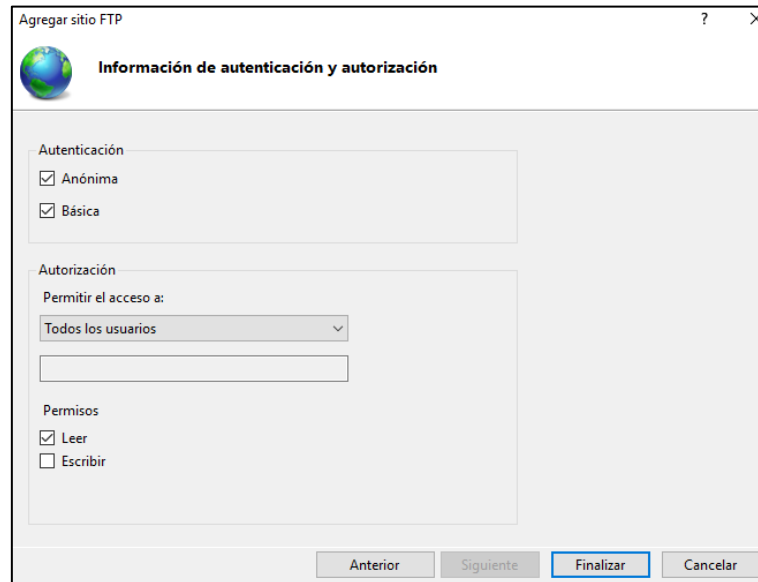 Agregar sitio FTP
?
Información de autenticación y autorización
Autenticación
Anónima
Básica
Autorización
Permitir el acceso a:
Todos los usuarios
Permisos
Leer
Escribir
Anterior Siguiente Finalizar Cancelar